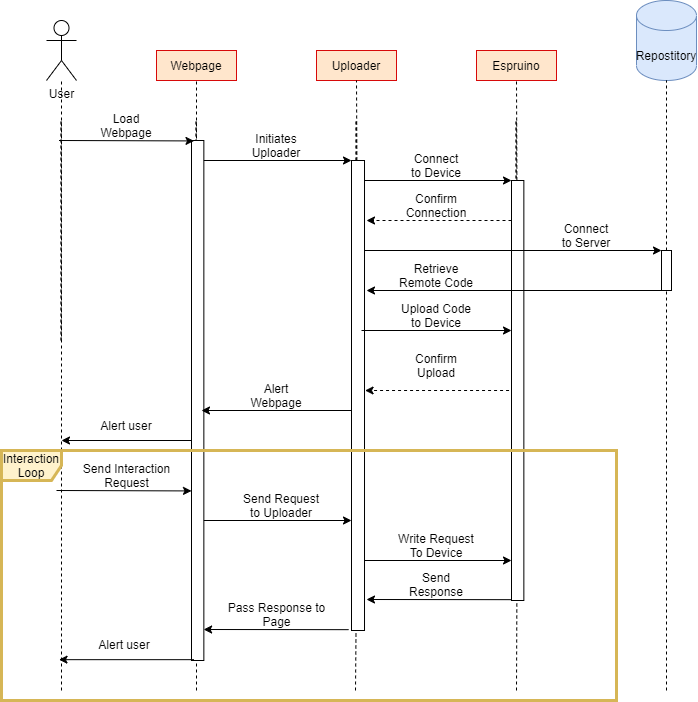 User
Webpage
Uploader
Espruino
Repostitory
Load
Webpage
Initiates
Uploader
Connect
to Device
Confirm
Connection
Connect
to Server
Retrieve
Remote Code
Upload Code
to Device
Confirm
Upload
Alert
Webpage
Alert user
Interaction
Loop
Send Interaction
Request
Send Request
to Uploader
Write Request
To Device
Send
Response
Pass Response to
Page
Alert user